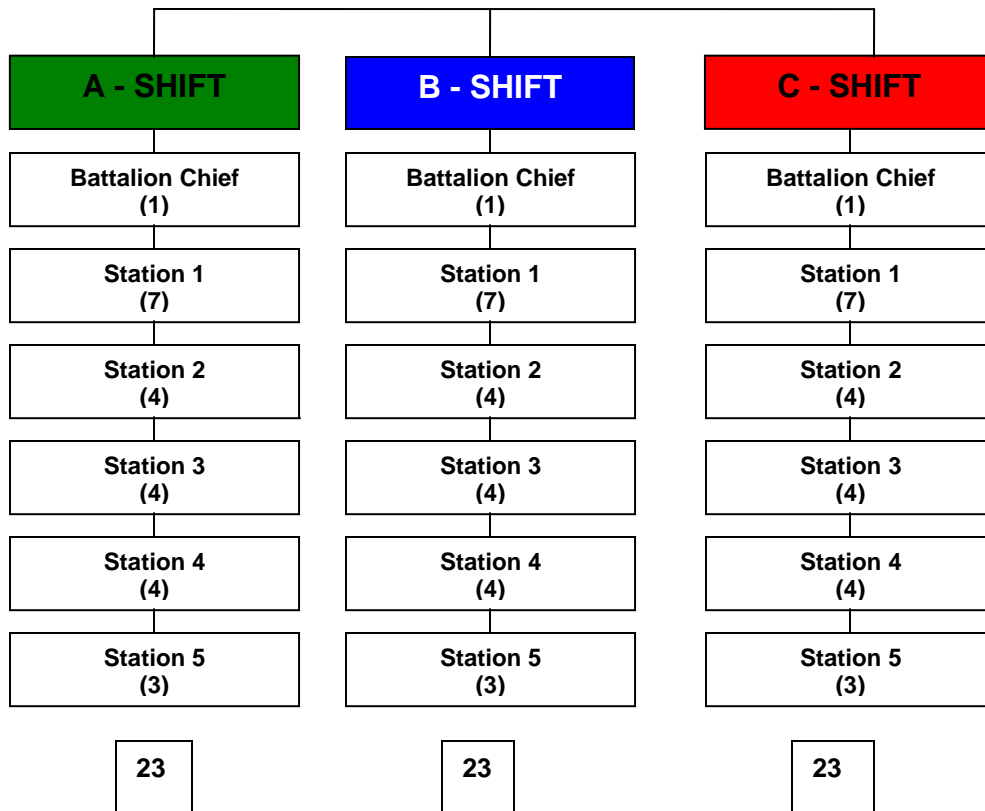 A - SHIFT
Battalion Chief
(1)
Station 1
(7)
Station 2
(4)
Station 3
(4)
Station 4
(4)
Station 5
(3)
23
B - SHIFT
Battalion Chief
(1)
Station 1
(7)
Station 2
(4)
Station 3
(4)
Station 4
(4)
Station 5
(3)
23
C - SHIFT
Battalion Chief
(1)
Station 1
(7)
Station 2
(4)
Station 3
(4)
Station 4
(4)
Station 5
(3)
23